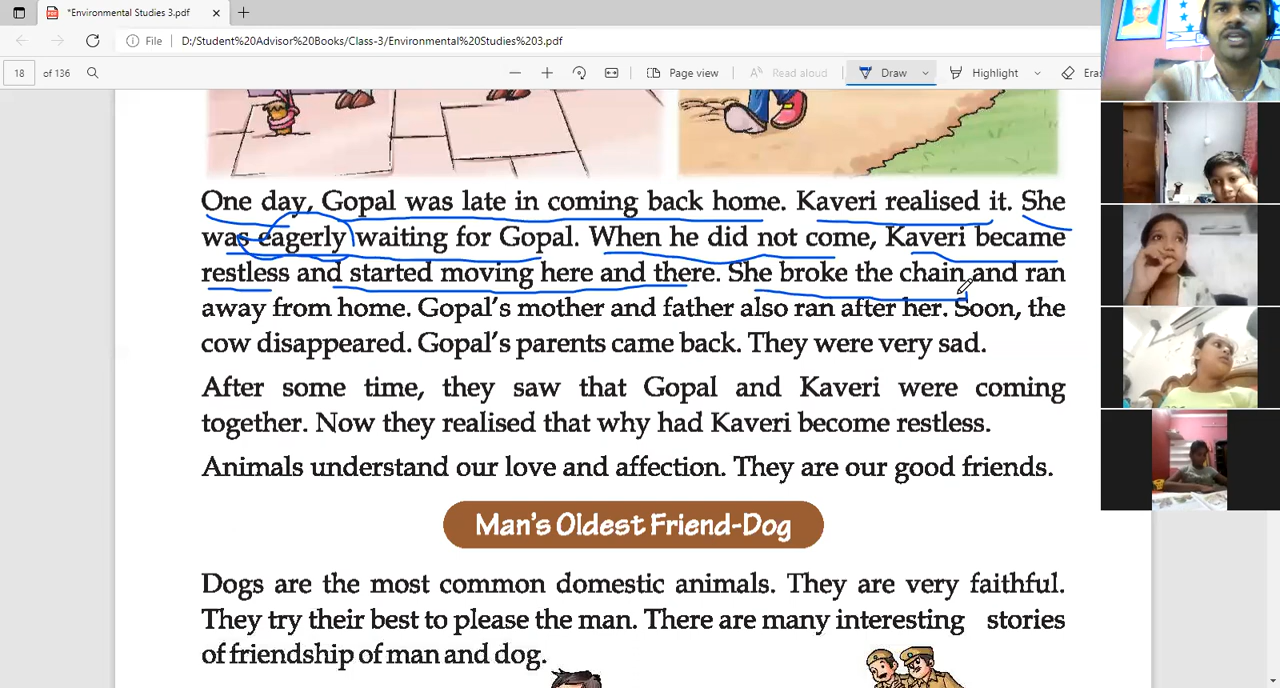 *Environmental Studies 3.pdf
File D:/Student%20Advisor%20Books/Class-3/Environmental%20Studies%203.pdf
18 of 136 Page view Read aloud Draw Highlight
One day, Gopal was late in coming back home. Kaveri realised it. She
was eagerly waiting for Gopal. When he did not come, Kaveri became
restless and started moving here and there. She broke the chain and ran
away from home. Gopal's mother and father also ran after her. Soon, the
cow disappeared. Gopal's parents came back. They were very sad.
After some time, they saw that Gopal and Kaveri were coming
together. Now they realised that why had Kaveri become restless.
Animals understand our love and affection. They are our good friends.
Man's Oldest Friend-Dog
Dogs are the most common domestic animals. They are very faithful.
They try their best to please the man. There are many interesting stories
of friendship of man and dog.